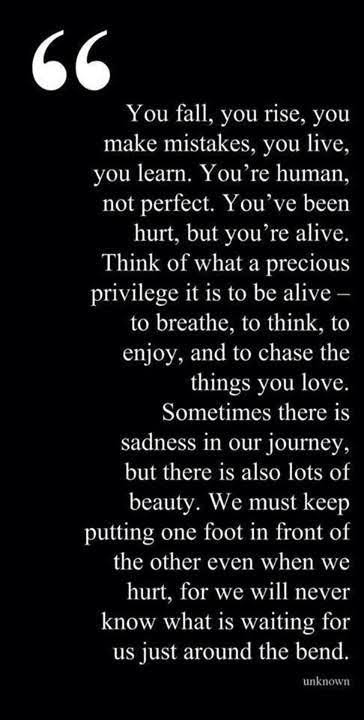 “
You fall, you rise, you
make mistakes, you live,
you learn. You’re human,
not perfect. You’ve been
hurt, but you’re alive.
Think of what a precious
privilege it is to be alive –
to breathe, to think, to
enjoy, and to chase the
things you love.
Sometimes there is
sadness in our journey,
but there is also lots of
beauty. We must keep
putting one foot in front of
the other even when we
hurt, for we will never
know what is waiting for
us just around the bend.
unknown